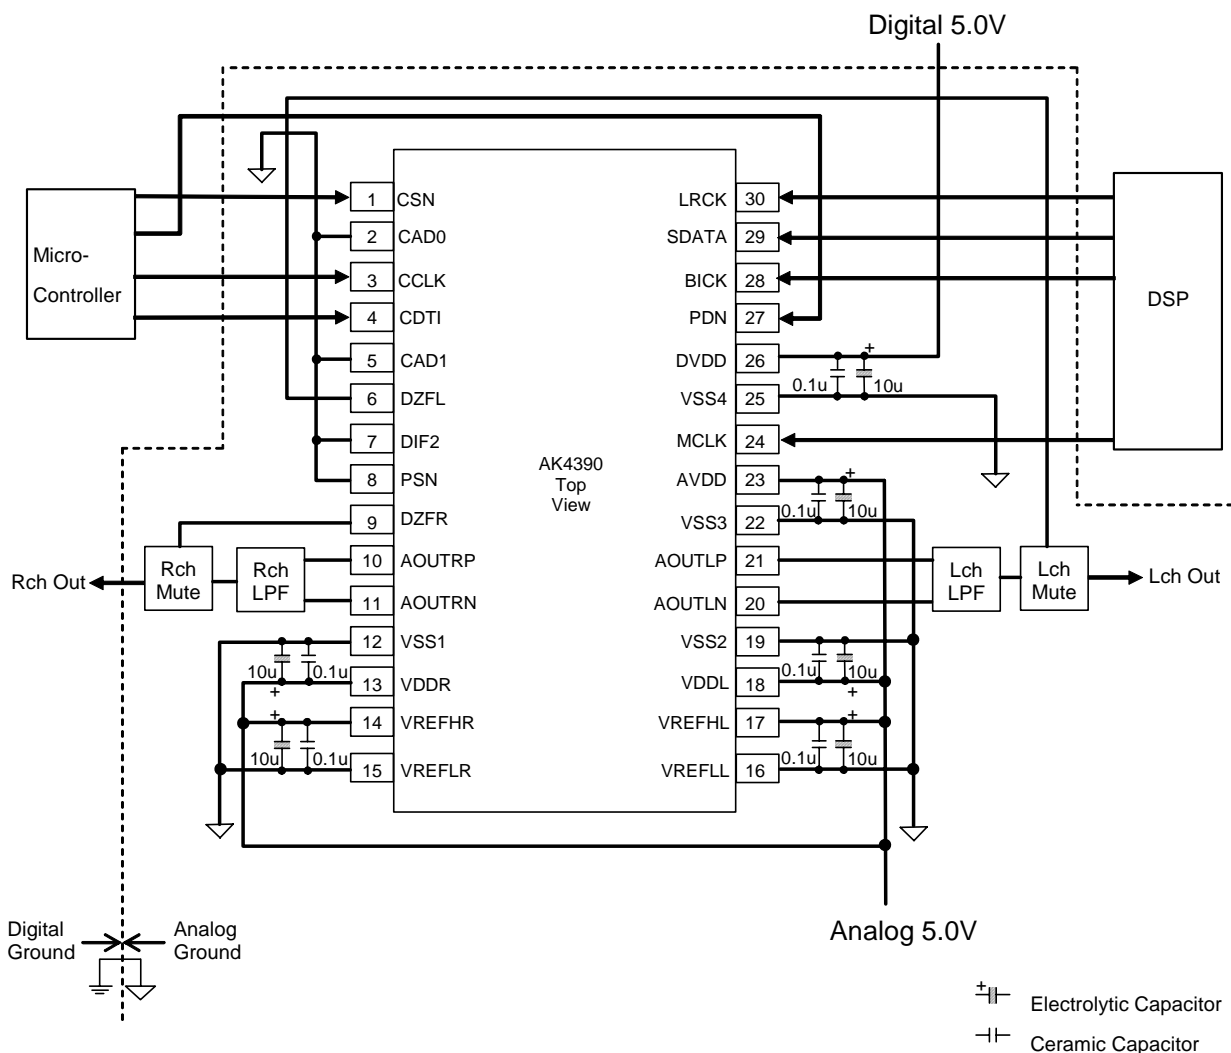 Digital 5.0V
Micro-
Controller
1 CSN
2 CAD0
3 CCLK
4 CDTI
5 CAD1
6 DZFL
7 DIF2
8 PSN
9 DZFR
10 AOUTRP
11 AOUTRN
12 VSS1
13 VDDR
14 VREFHR
15 VREFLR
AK4390
Top
View
LRCK 30
SDATA 29
BICK 28
PDN 27
DVDD 26
VSS4 25
MCLK 24
AVDD 23
VSS3 22
AOUTLP 21
AOUTLN 20
VSS2 19
VDDL 18
VREFHL 17
VREFLL 16
DSP
+
0.1u 10u
+
0.1u 10u
0.1u 10u
+
+
0.1u 10u
10u 0.1u
+
+
10u 0.1u
Rch Out
Rch
Mute
Rch
LPF
Lch
LPF
Lch
Mute
Lch Out
Analog 5.0V
Digital
Ground
Analog
Ground
+
Electrolytic Capacitor
Ceramic Capacitor